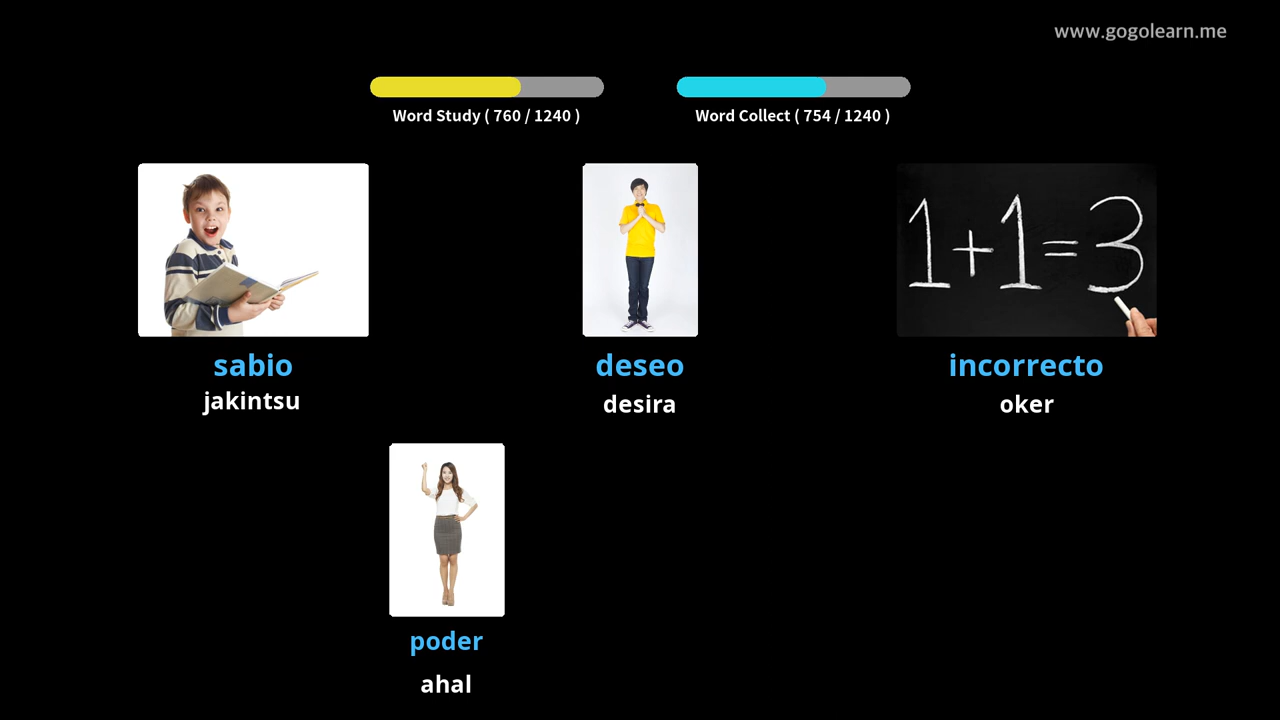 www.gogolearn.me
Word Study ( 760 / 1240 )
Word Collect ( 754 / 1240 )
1+1=3
sabio
jakintsu
deseo
desira
incorrecto
oker
poder
ahal